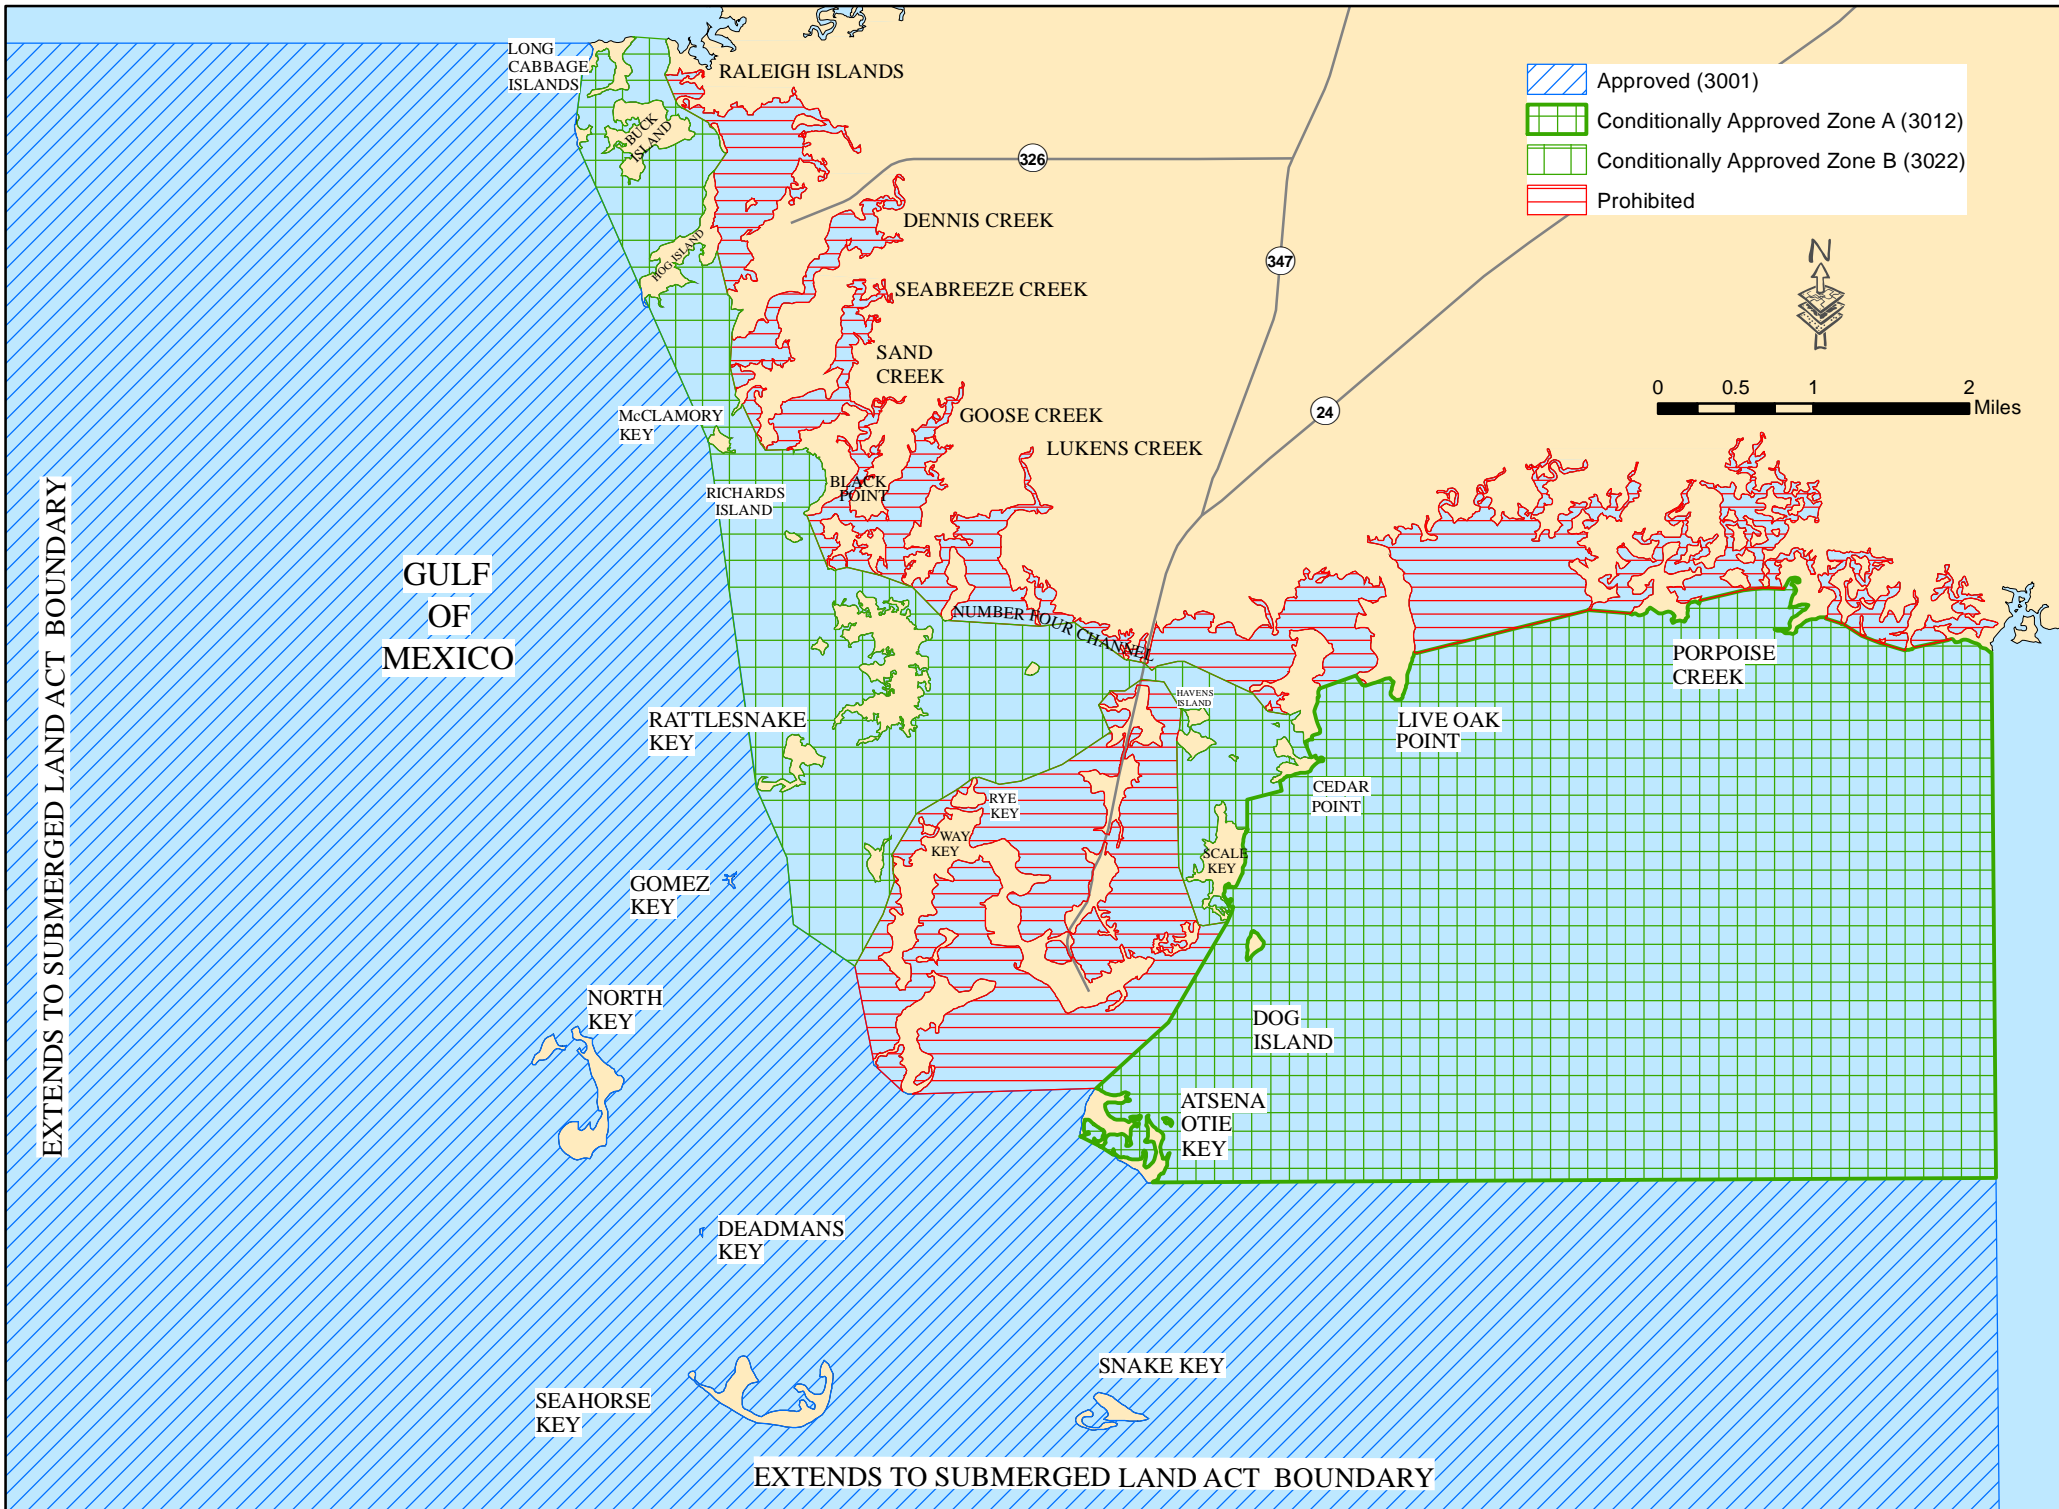 LONG
CABBAGE
ISLANDS
RALEIGH ISLANDS
BUCK
ISLAND
HOG ISLAND
326
DENNIS CREEK
SEABREEZE CREEK
347
SAND
CREEK
GOOSE CREEK
24
LUKENS CREEK
McCLAMORY
KEY
RICHARDS
ISLAND
BLACK
POINT
Approved (3001)
Conditionally Approved Zone A (3012)
Conditionally Approved Zone B (3022)
Prohibited
N
0 0.5 1 2
Miles
EXTENDS TO SUBMERGED LAND ACT BOUNDARY
GULF
OF
MEXICO
NUMBER FOUR CHANNEL
PORPOISE
CREEK
HAVENS
ISLAND
RATTLESNAKE
KEY
LIVE OAK
POINT
CEDAR
POINT
RYE
KEY
WAY
KEY
SCALE
KEY
GOMEZ
KEY
NORTH
KEY
DOG
ISLAND
ATSENA
OTIE
KEY
DEADMANS
KEY
SEAHORSE
KEY
SNAKE KEY
EXTENDS TO SUBMERGED LAND ACT BOUNDARY